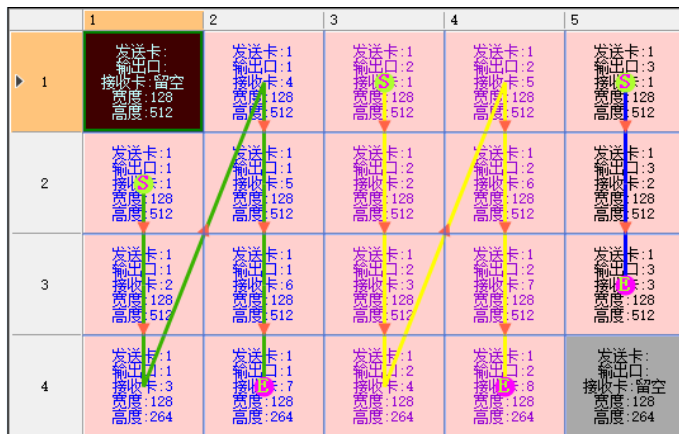 1 2 3 4 5
1
发送卡:
输出口:
接收卡:留空
宽度:128
高度:512
发送卡:1
输出口:1
接收卡:4
宽度:128
高度:512
发送卡:1
输出口:2
接收卡:1
宽度:128
高度:512
发送卡:1
输出口:2
接收卡:5
宽度:128
高度:512
发送卡:1
输出口:3
接收卡:1
宽度:128
高度:512
S
S
2
发送卡:1
输出口:1
接收卡:1
宽度:128
高度:512
S
发送卡:1
输出口:1
接收卡:5
宽度:128
高度:512
发送卡:1
输出口:2
接收卡:2
宽度:128
高度:512
发送卡:1
输出口:2
接收卡:6
宽度:128
高度:512
发送卡:1
输出口:3
接收卡:2
宽度:128
高度:512
3
发送卡:1
输出口:1
接收卡:2
宽度:128
高度:512
发送卡:1
输出口:1
接收卡:6
宽度:128
高度:512
发送卡:1
输出口:2
接收卡:3
宽度:128
高度:512
发送卡:1
输出口:2
接收卡:7
宽度:128
高度:512
发送卡:1
输出口:3
接收卡:3
宽度:128
高度:512
E
4
发送卡:1
输出口:1
接收卡:3
宽度:128
高度:264
发送卡:1
输出口:1
接收卡:7
宽度:128
高度:264
E
发送卡:1
输出口:2
接收卡:4
宽度:128
高度:264
发送卡:1
输出口:2
接收卡:8
宽度:128
高度:264
E
发送卡:
输出口:
接收卡:留空
宽度:128
高度:264